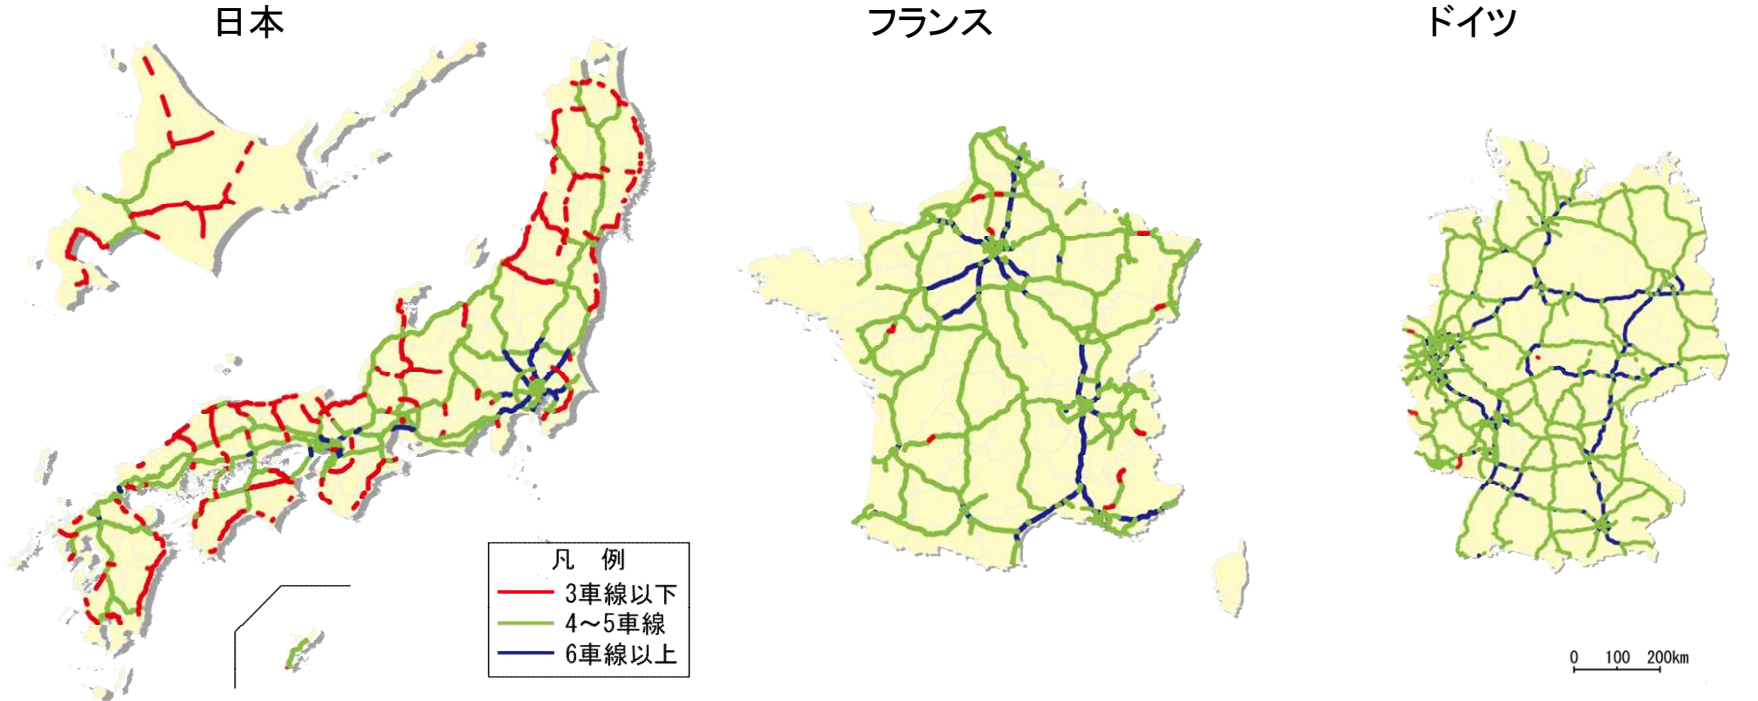 日本
フランス
ドイツ
凡 例
3車線以下
4～5車線
6車線以上
0 100 200km